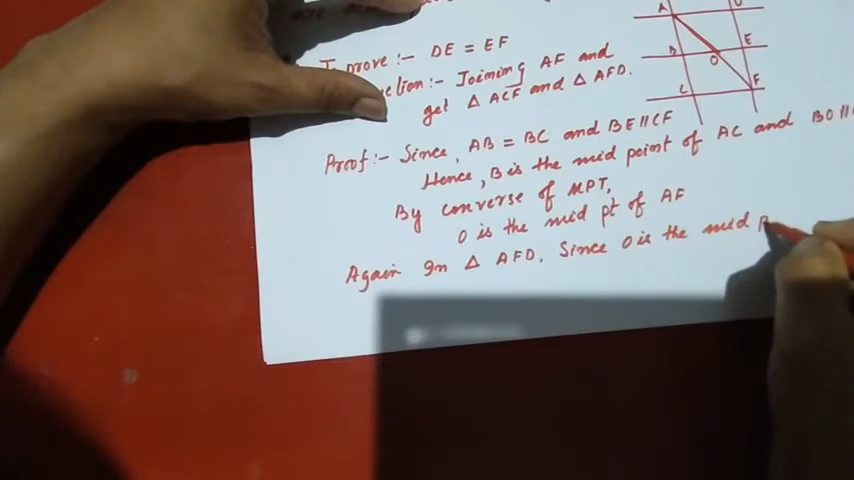 A
prove :- DE = EF
B E
O
:- Joining AF and
get △ ACF and △ AFD.
C F
Proof :- Since, AB = BC and BE || CF
Hence, B is the mid point of AC and BO ||
By converse of MPT,
O is the mid pt of AF
Again In △ AFD. Since O is the mid P